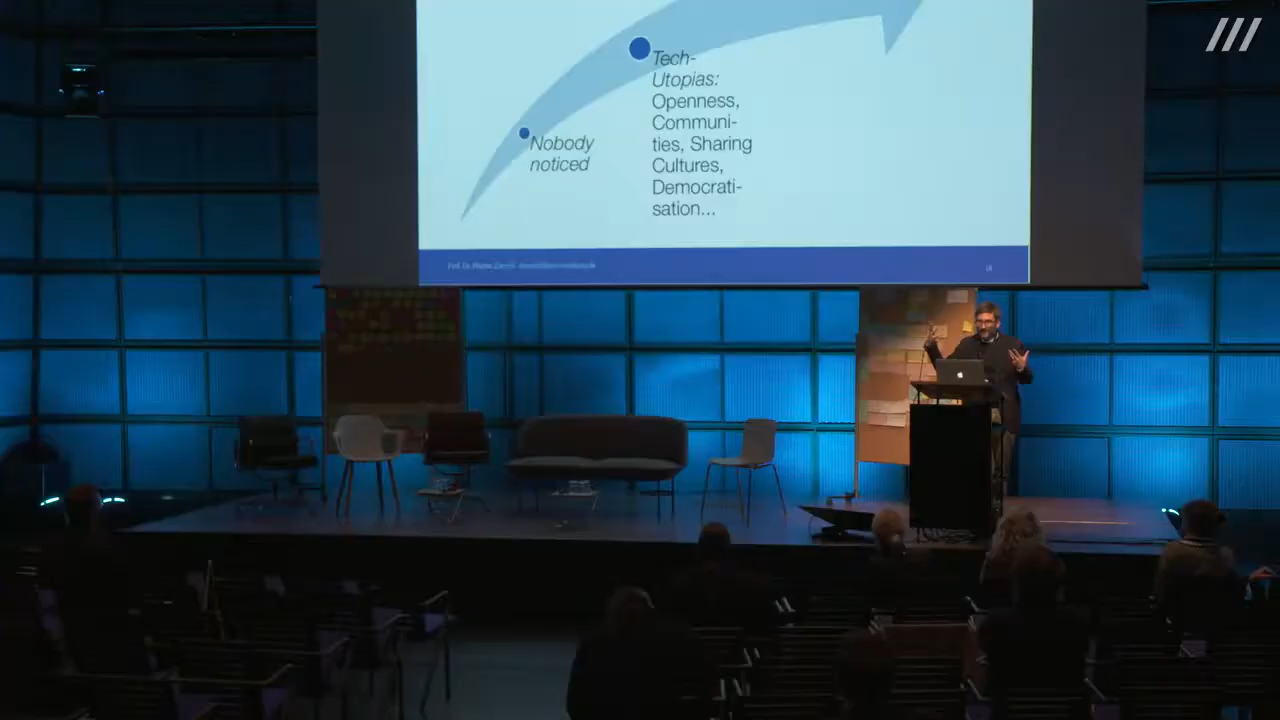 Tech-
Utopias:
Openness,
Communi-
ties, Sharing
Cultures,
Democrati-
sation...
Nobody
noticed